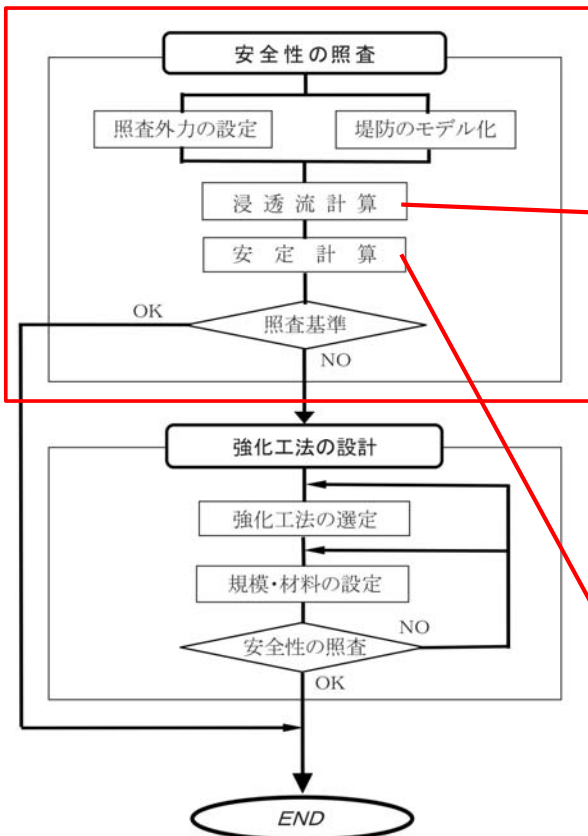 安全性の照査
照査外力の設定
堤防のモデル化
浸透流計算
安定計算
OK
照査基準
NO
強化工法の設計
強化工法の選定
規模・材料の設定
NO
安全性の照査
OK
END